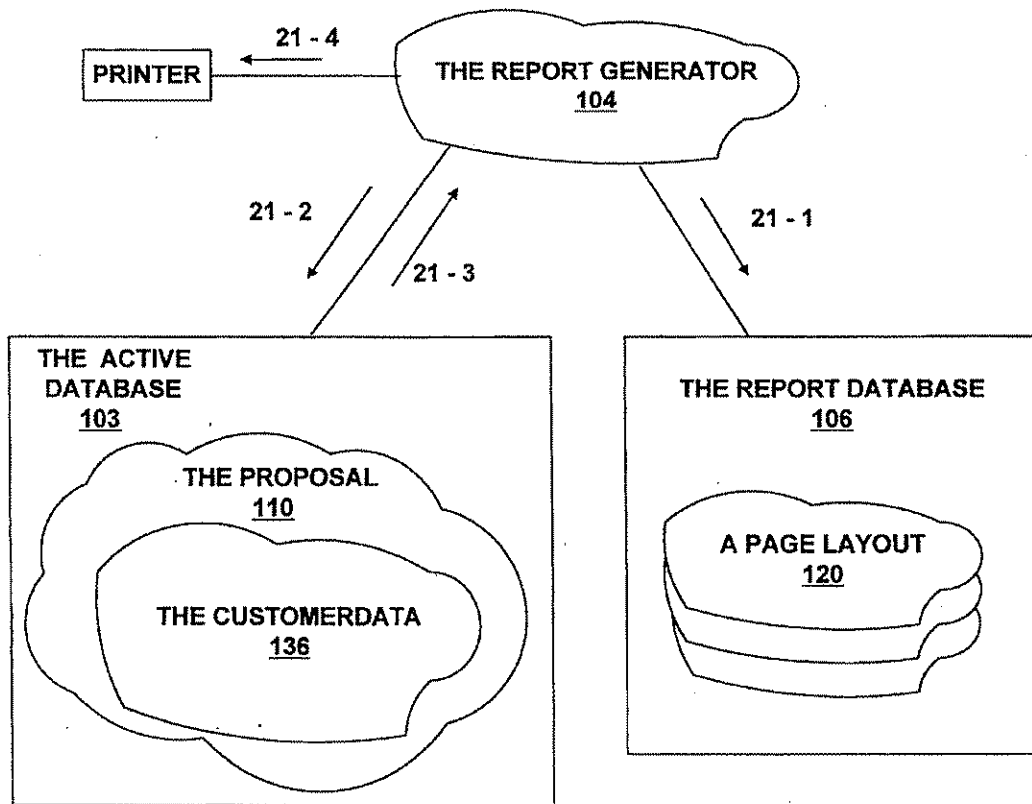 21 - 4
PRINTER
THE REPORT GENERATOR
104
21 - 2
21 - 3
21 - 1
THE ACTIVE
DATABASE
103
THE PROPOSAL
110
THE CUSTOMERDATA
136
THE REPORT DATABASE
106
A PAGE LAYOUT
120